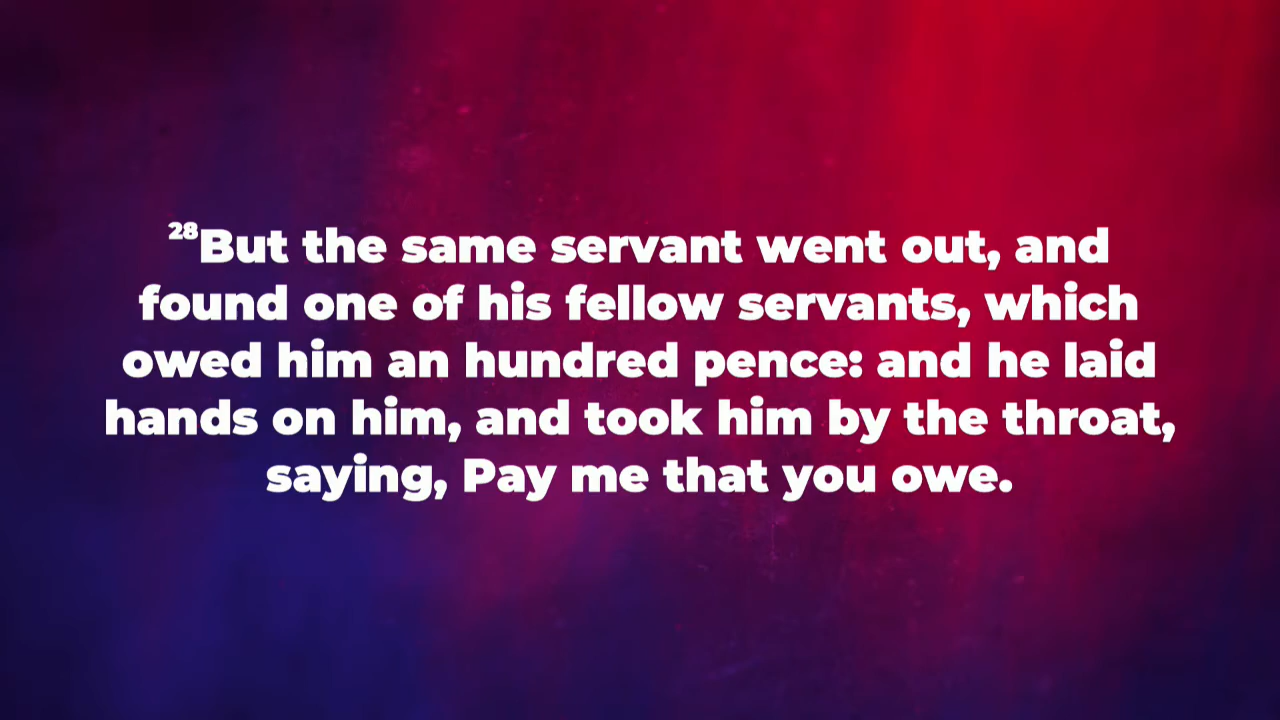 28But the same servant went out, and
found one of his fellow servants, which
owed him an hundred pence: and he laid
hands on him, and took him by the throat,
saying, Pay me that you owe.